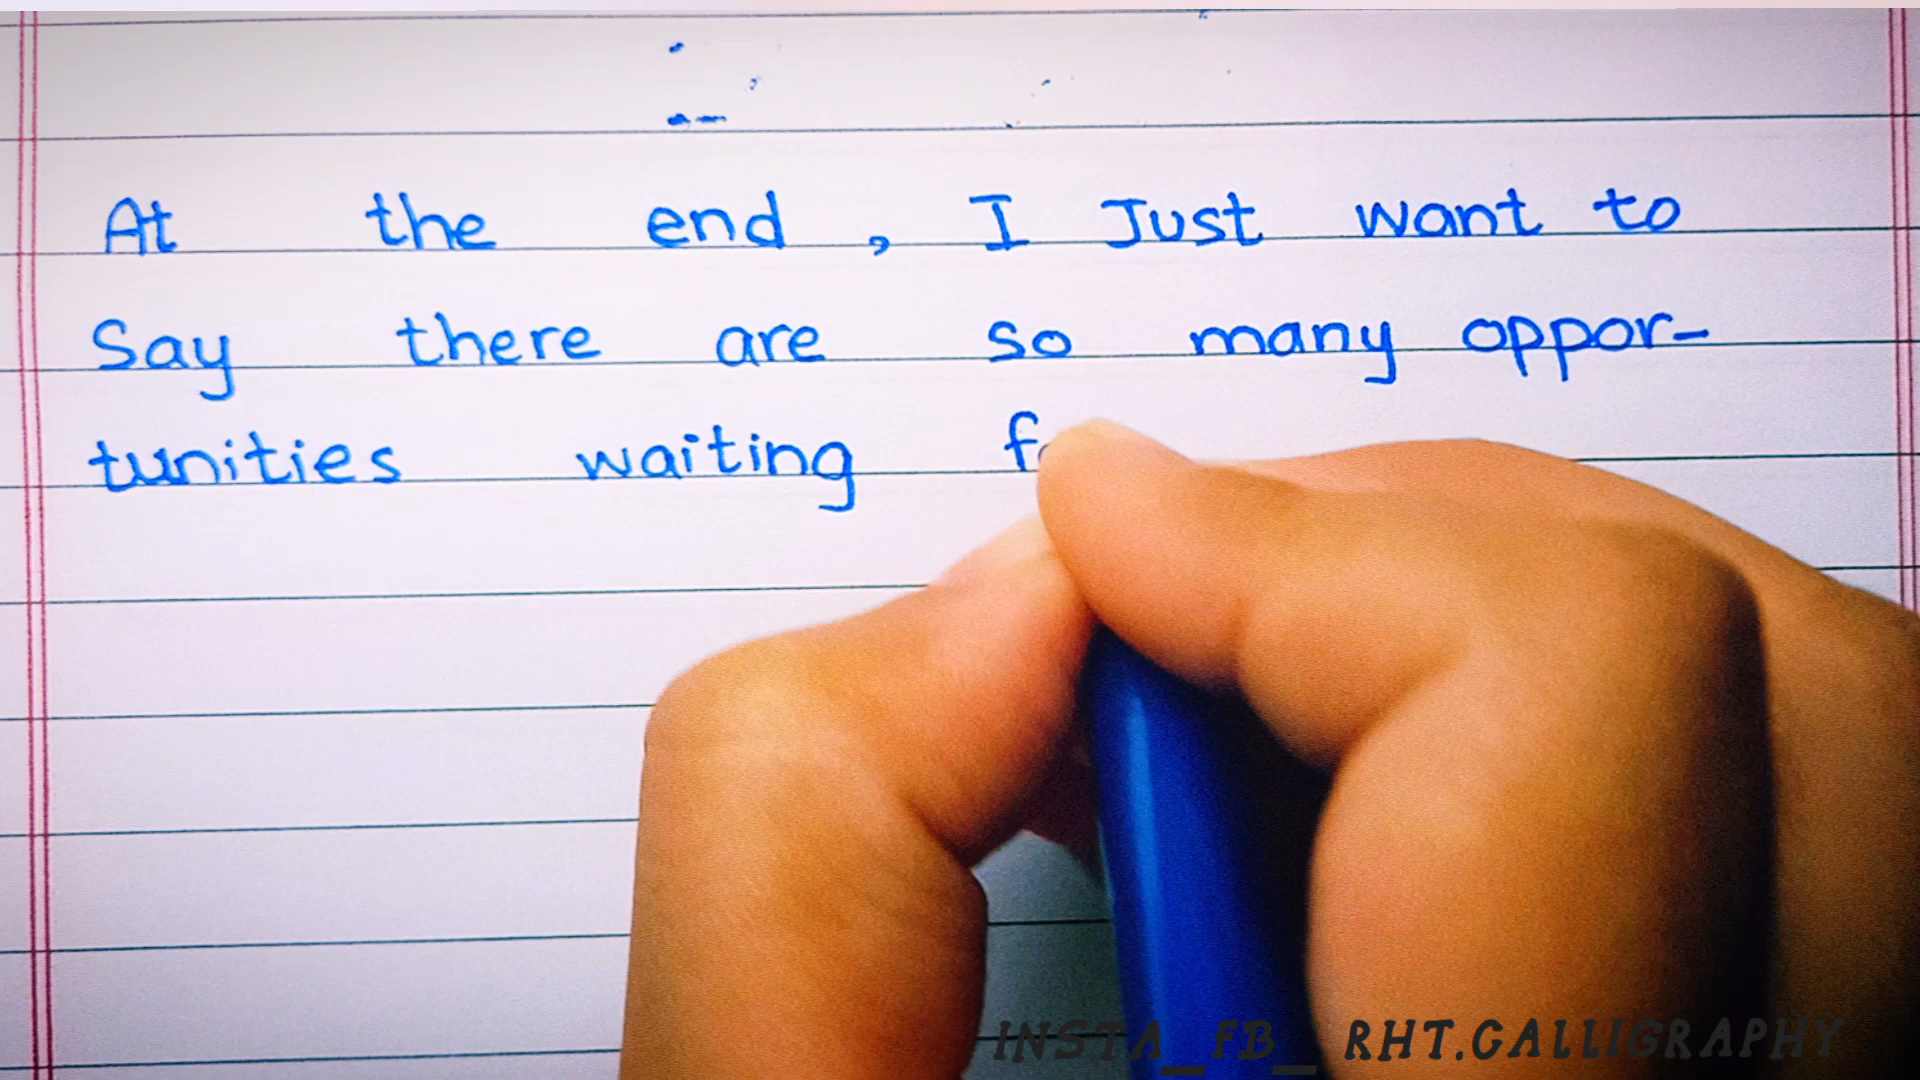 At the end, I Just want to
Say there are so many oppor-
tunities waiting
INSTA_FB_ RHT.CALLIGRAPHY